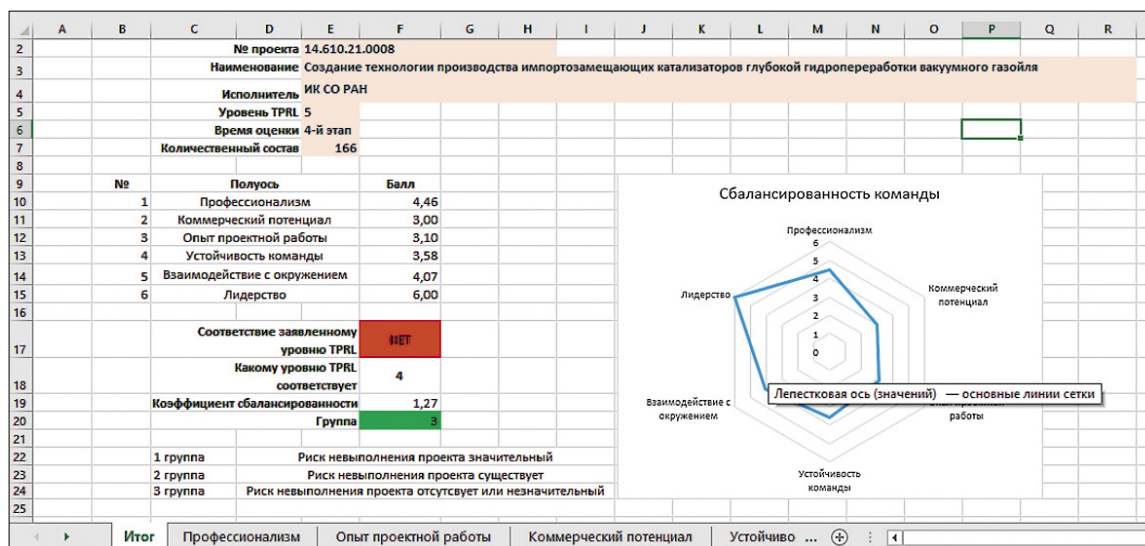 A B C D E F G H I J K L M N O P Q R
2 № проекта 14.610.21.0008
3 Наименование Создание технологии производства импортозамещающих катализаторов глубокой гидропереработки вакуумного газойля
4 Исполнитель ИК СО РАН
5 Уровень TPRL 5
6 Время оценки 4-й этап
7 Количественный состав 166
8
9 № Полуось Балл
10 1 Профессионализм 4,46
11 2 Коммерческий потенциал 3,00
12 3 Опыт проектной работы 3,10
13 4 Устойчивость команды 3,58
14 5 Взаимодействие с окружением 4,07
15 6 Лидерство 6,00
16
Соответствие заявленному
17 уровню TPRL НЕТ
Какому уровню TPRL
18 соответствует 4
19 Коэффициент сбалансированности 1,27
20 Группа 3
21
22 1 группа Риск невыполнения проекта значительный
23 2 группа Риск невыполнения проекта существует
24 3 группа Риск невыполнения проекта отсутсвует или незначительный
25
Сбалансированность команды
Профессионализм
6
5
4
3
2
1
0
Коммерческий
потенциал
Лидерство
Лепестковая ось (значений) — основные линии сетки
Взаимодействие с
окружением
работы
Устойчивость
команды
Итог Профессионализм Опыт проектной работы Коммерческий потенциал Устойчиво ...